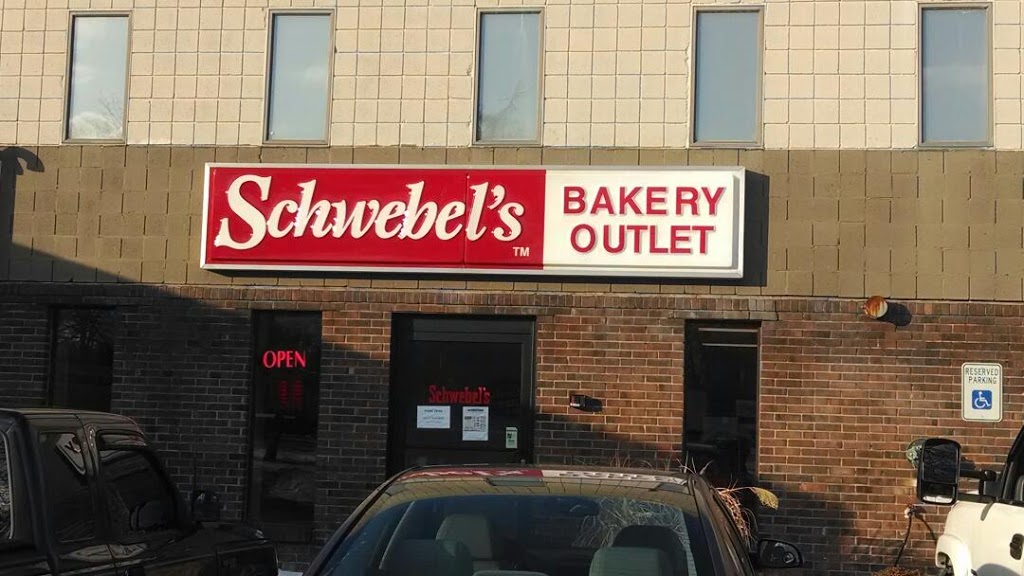 Schwebel's
TM
BAKERY
OUTLET
OPEN
Schwebel's
RESERVED
PARKING